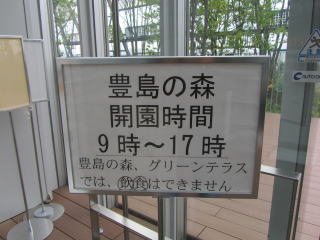 豊島の森
開園時間
9時～17時
豊島の森、グリーンテラス
では、飲食はできません